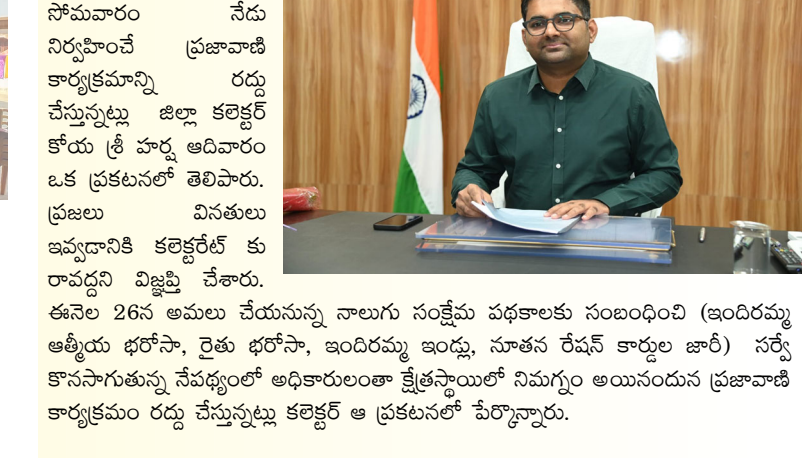 సోమవారం నేడు
నిర్వహించే ప్రజావాణి
కార్యక్రమాన్ని రద్దు
చేస్తున్నట్లు జిల్లా కలెక్టర్
కోయ శ్రీ హర్ష ఆదివారం
ఒక ప్రకటనలో తెలిపారు.
ప్రజలు వినతులు
ఇవ్వడానికి కలెక్టరేట్ కు
రావద్దని విజ్ఞప్తి చేశారు.
ఈనెల 26న అమలు చేయనున్న నాలుగు సంక్షేమ పథకాలకు సంబంధించి (ఇందిరమ్మ
ఆత్మీయ భరోసా, రైతు భరోసా, ఇందిరమ్మ ఇండ్లు, నూతన రేషన్ కార్డుల జారీ) సర్వే
కొనసాగుతున్న నేపథ్యంలో అధికారులంతా క్షేత్రస్థాయిలో నిమగ్నం అయినందున ప్రజావాణి
కార్యక్రమం రద్దు చేస్తున్నట్లు కలెక్టర్ ఆ ప్రకటనలో పేర్కొన్నారు.